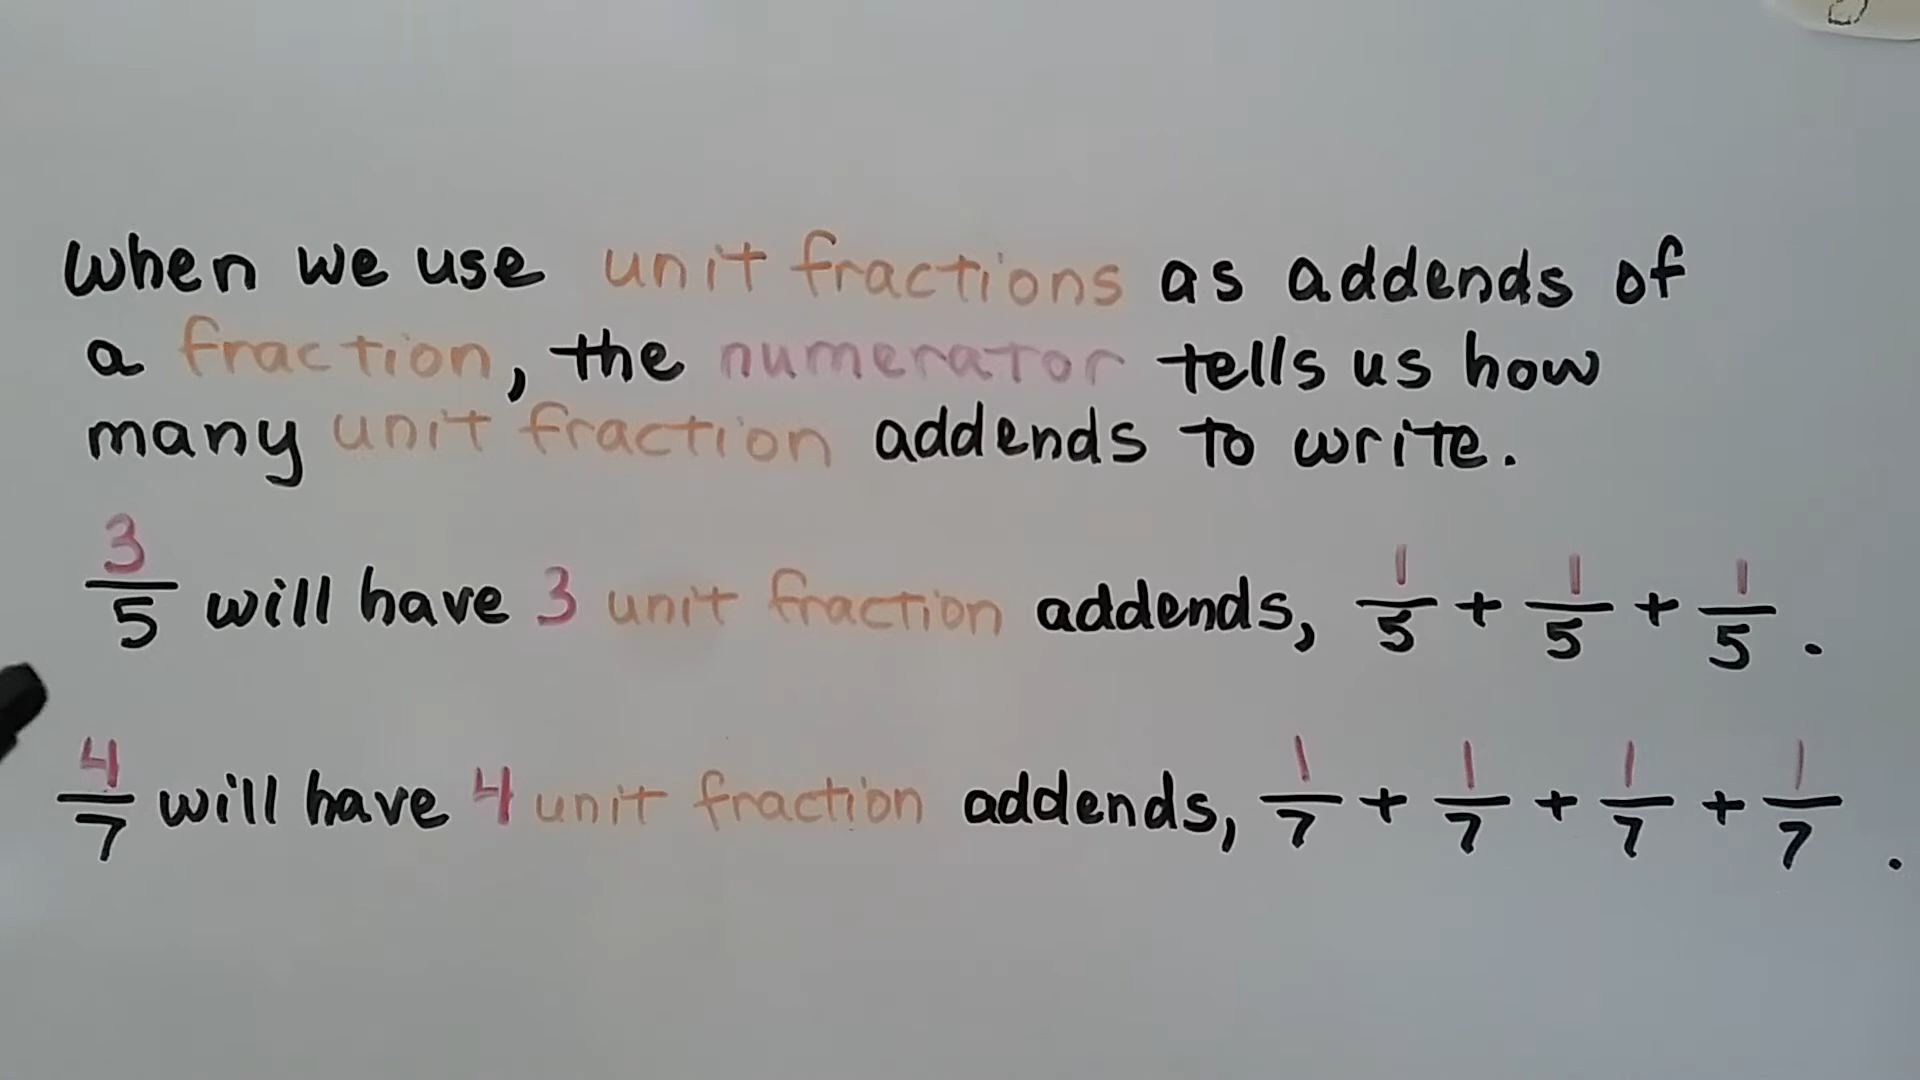 When we use unit fractions as addends of
a fraction, the numerator tells us how
many unit fraction addends to write.
3/5 will have 3 unit fraction addends, 1/5 + 1/5 + 1/5.
4/7 will have 4 unit fraction addends, 1/7 + 1/7 + 1/7 + 1/7.